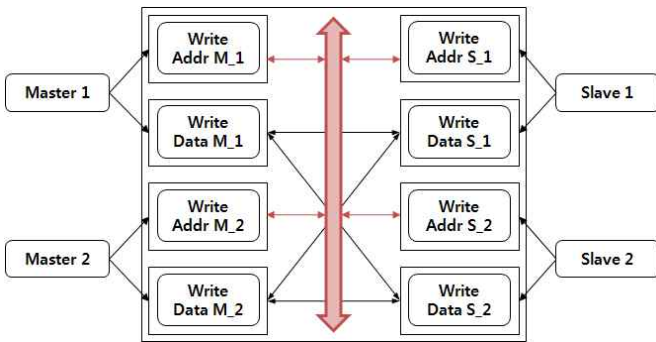 Master 1
Master 2
Write
Addr M_1
Write
Data M_1
Write
Addr M_2
Write
Data M_2
Write
Addr S_1
Write
Data S_1
Write
Addr S_2
Write
Data S_2
Slave 1
Slave 2